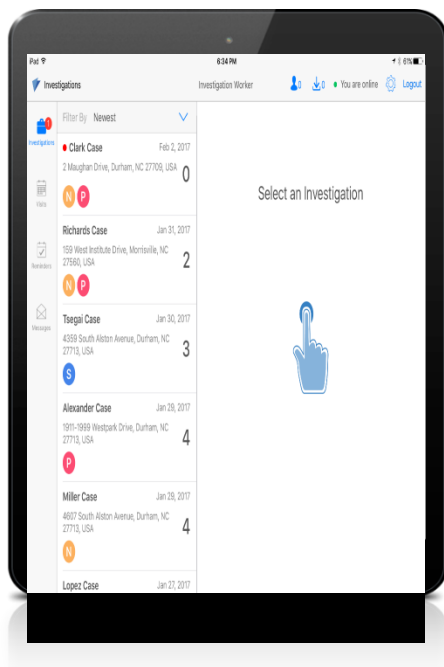 iPad 6:34 PM 61%
Investigations Investigation Worker 0 0 You are online Logout
1
Investigations
Visits
Reminders
Messages
Filter By Newest
Clark Case Feb 2, 2017
2 Maughan Drive, Durham, NC 27709, USA
0
N P
Richards Case Jan 31, 2017
159 West Institute Drive, Morrisville, NC
27560, USA
2
N P
Tsegai Case Jan 30, 2017
4359 South Alston Avenue, Durham, NC
27713, USA
3
S
Alexander Case Jan 29, 2017
1911-1999 Westpark Drive, Durham, NC
27713, USA
4
P
Miller Case Jan 29, 2017
4607 South Alston Avenue, Durham, NC
27713, USA
4
N
Lopez Case Jan 27, 2017
Select an Investigation